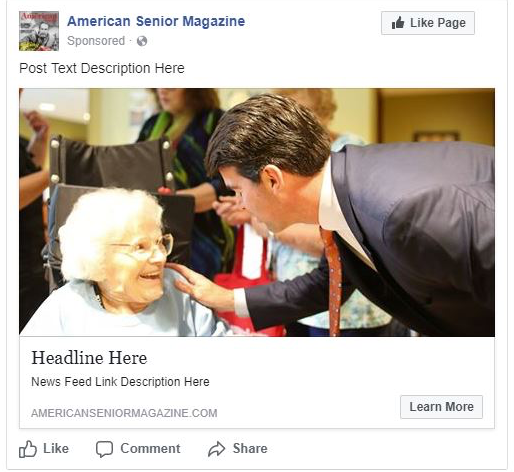 American Senior Magazine
Like Page
Sponsored ·
Post Text Description Here
Headline Here
News Feed Link Description Here
AMERICANSENIORMAGAZINE.COM
Learn More
Like
Comment
Share